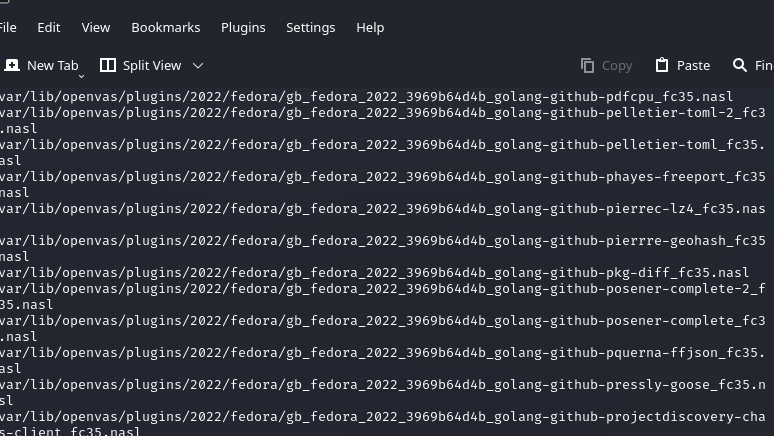 File Edit View Bookmarks Plugins Settings Help
New Tab Split View Copy Paste Fin
var/lib/openvas/plugins/2022/fedora/gb_fedora_2022_3969b64d4b_golang-github-pdfcpu_fc35.nasl
var/lib/openvas/plugins/2022/fedora/gb_fedora_2022_3969b64d4b_golang-github-pelletier-toml-2_fc3
.nasl
var/lib/openvas/plugins/2022/fedora/gb_fedora_2022_3969b64d4b_golang-github-pelletier-toml_fc35.
asl
var/lib/openvas/plugins/2022/fedora/gb_fedora_2022_3969b64d4b_golang-github-phayes-freeport_fc35
nasl
var/lib/openvas/plugins/2022/fedora/gb_fedora_2022_3969b64d4b_golang-github-pierrec-lz4_fc35.nas
var/lib/openvas/plugins/2022/fedora/gb_fedora_2022_3969b64d4b_golang-github-pierrre-geohash_fc35
nasl
var/lib/openvas/plugins/2022/fedora/gb_fedora_2022_3969b64d4b_golang-github-pkg-diff_fc35.nasl
var/lib/openvas/plugins/2022/fedora/gb_fedora_2022_3969b64d4b_golang-github-posener-complete-2_f
35.nasl
var/lib/openvas/plugins/2022/fedora/gb_fedora_2022_3969b64d4b_golang-github-posener-complete_fc3
.nasl
var/lib/openvas/plugins/2022/fedora/gb_fedora_2022_3969b64d4b_golang-github-pquerna-ffjson_fc35.
asl
var/lib/openvas/plugins/2022/fedora/gb_fedora_2022_3969b64d4b_golang-github-pressly-goose_fc35.n
sl
var/lib/openvas/plugins/2022/fedora/gb_fedora_2022_3969b64d4b_golang-github-projectdiscovery-cha
s-client_fc35.nasl